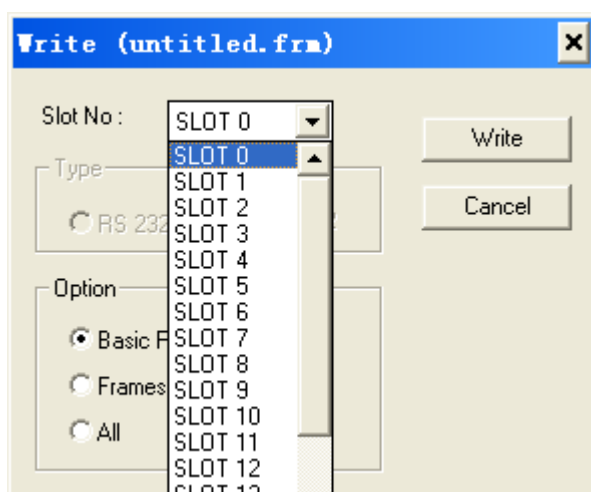 Write (untitled.frm)
Slot No :
SLOT 0
Write
Type
SLOT 0
SLOT 1
Cancel
RS 232
SLOT 2
SLOT 3
SLOT 4
Option
SLOT 5
SLOT 6
Basic F
SLOT 7
SLOT 8
Frames
SLOT 9
SLOT 10
All
SLOT 11
SLOT 12